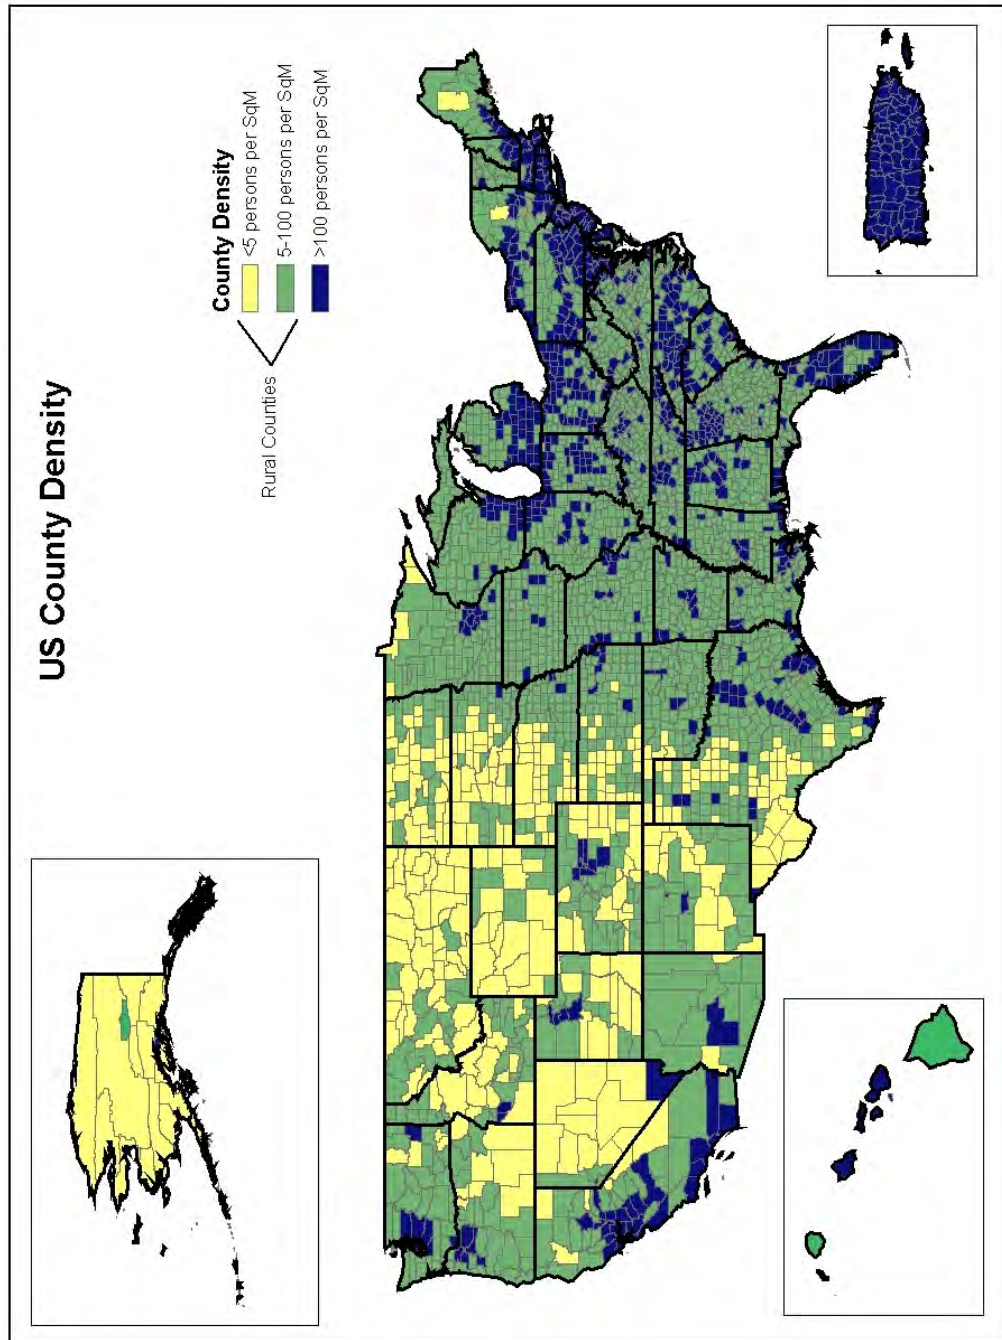 US County Density
County Density
<5 persons per SqM
5-100 persons per SqM
>100 persons per SqM
Rural Counties